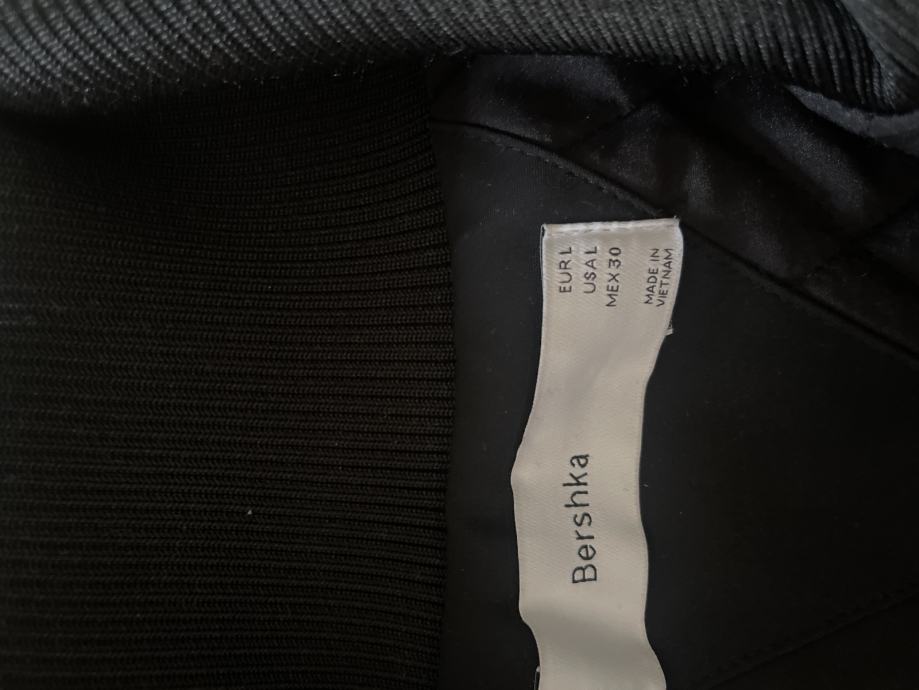 EUR L
USA L
MEX 30
MADE IN
VIETNAM
Bershka